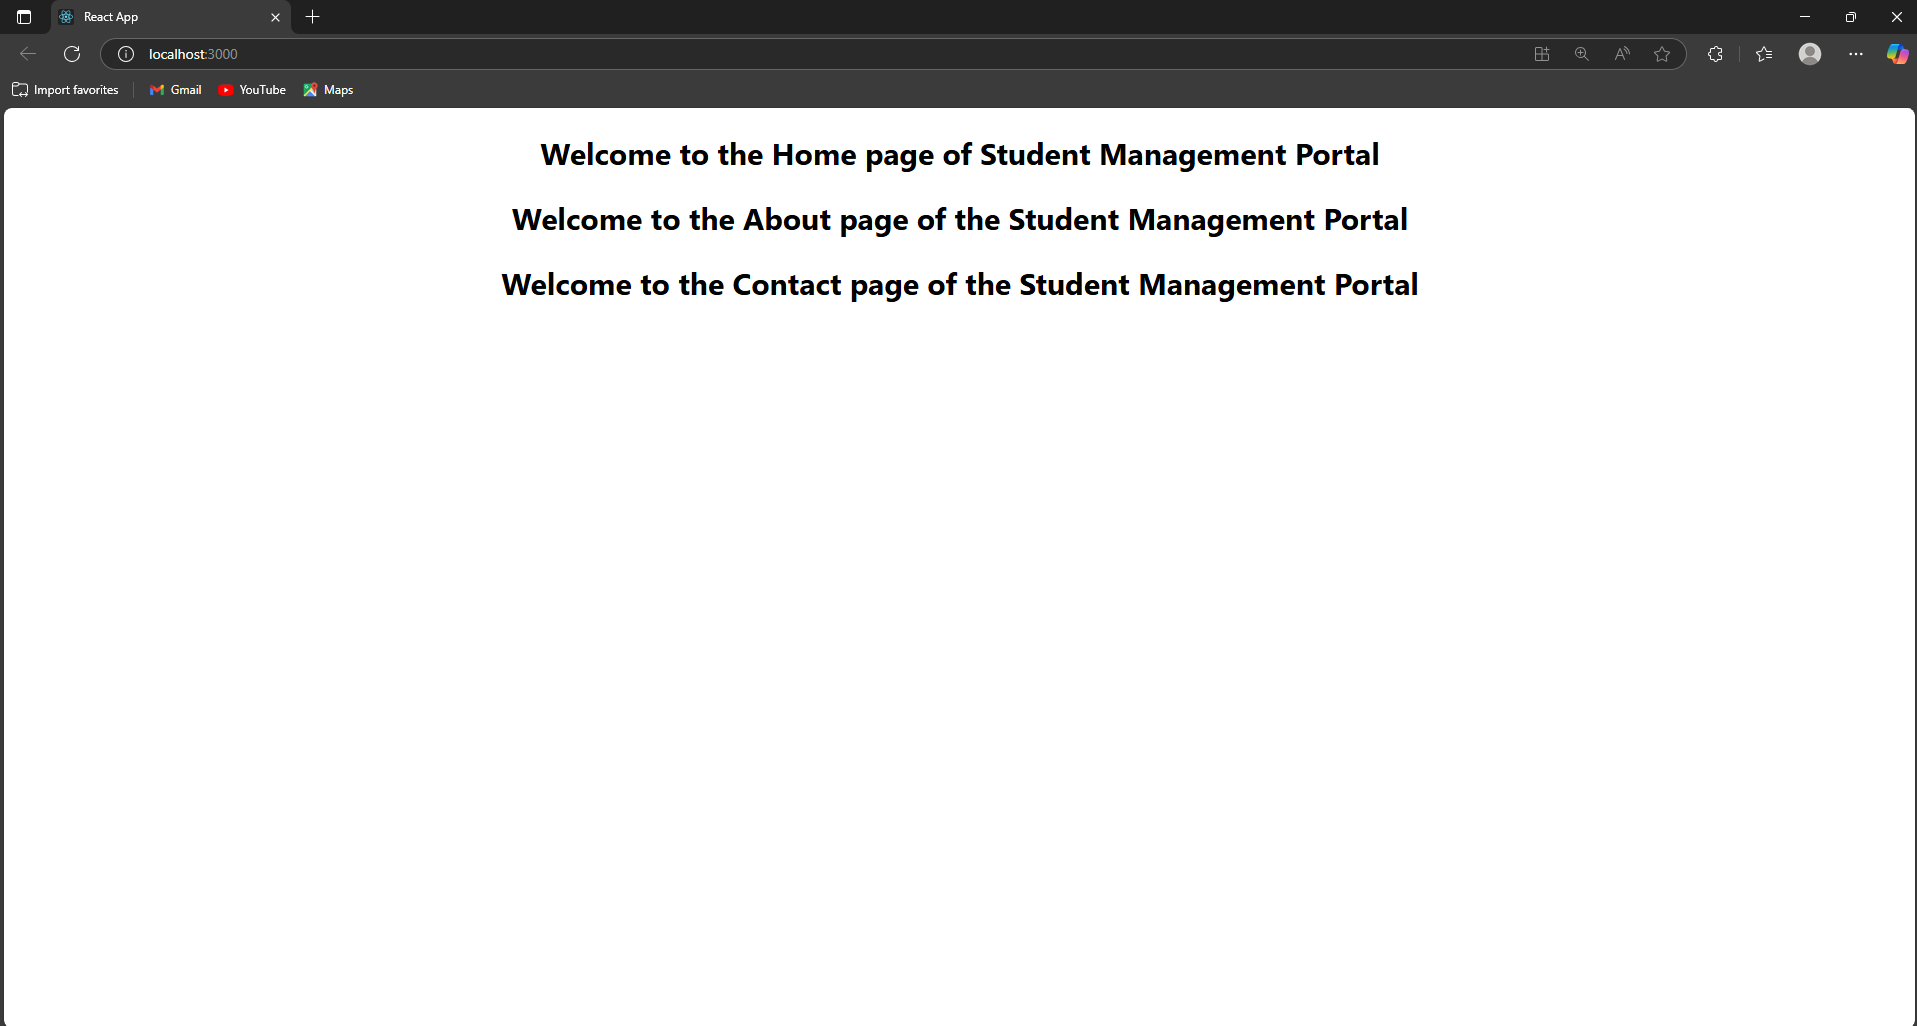 React App
localhost:3000
Import favorites Gmail YouTube Maps
Welcome to the Home page of Student Management Portal
Welcome to the About page of the Student Management Portal
Welcome to the Contact page of the Student Management Portal